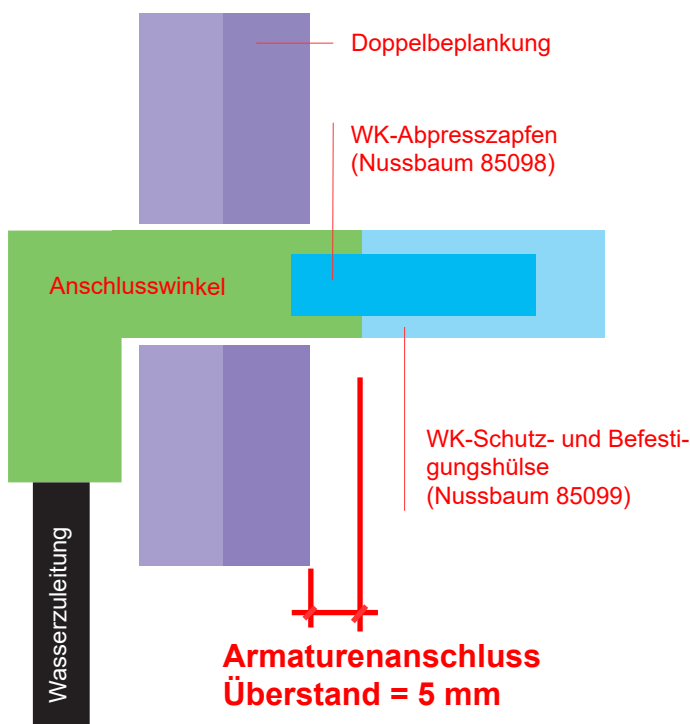 Doppelbeplankung
WK-Abpresszapfen
(Nussbaum 85098)
Anschlusswinkel
WK-Schutz- und Befesti-
gungshülse
(Nussbaum 85099)
Wasserzuleitung
Armaturenanschluss
Überstand = 5 mm